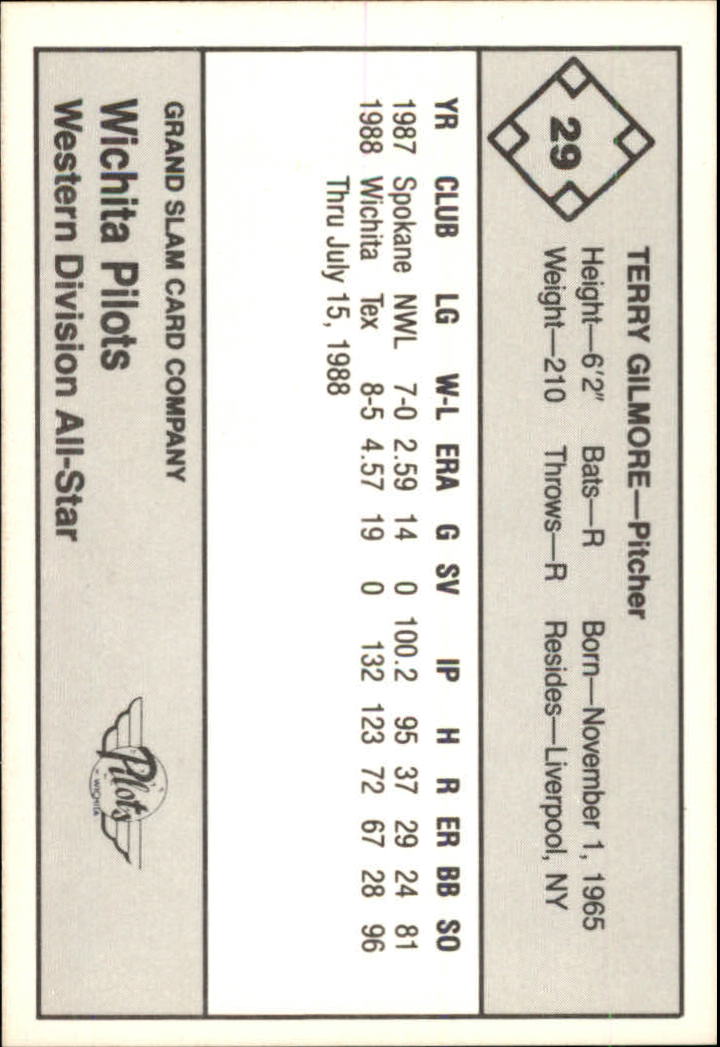 29
TERRY GILMORE—Pitcher
Height—6'2" Bats—R Born—November 1, 1965
Weight—210 Throws—R Resides—Liverpool, NY
YR CLUB LG W-L ERA G SV IP H R ER BB SO
1987 Spokane NWL 7-0 2.59 14 0 100.2 95 37 29 24 81
1988 Wichita Tex 8-5 4.57 19 0 132 123 72 67 28 96
Thru July 15, 1988
GRAND SLAM CARD COMPANY
Wichita Pilots
Western Division All-Star
Pilots
WICHITA